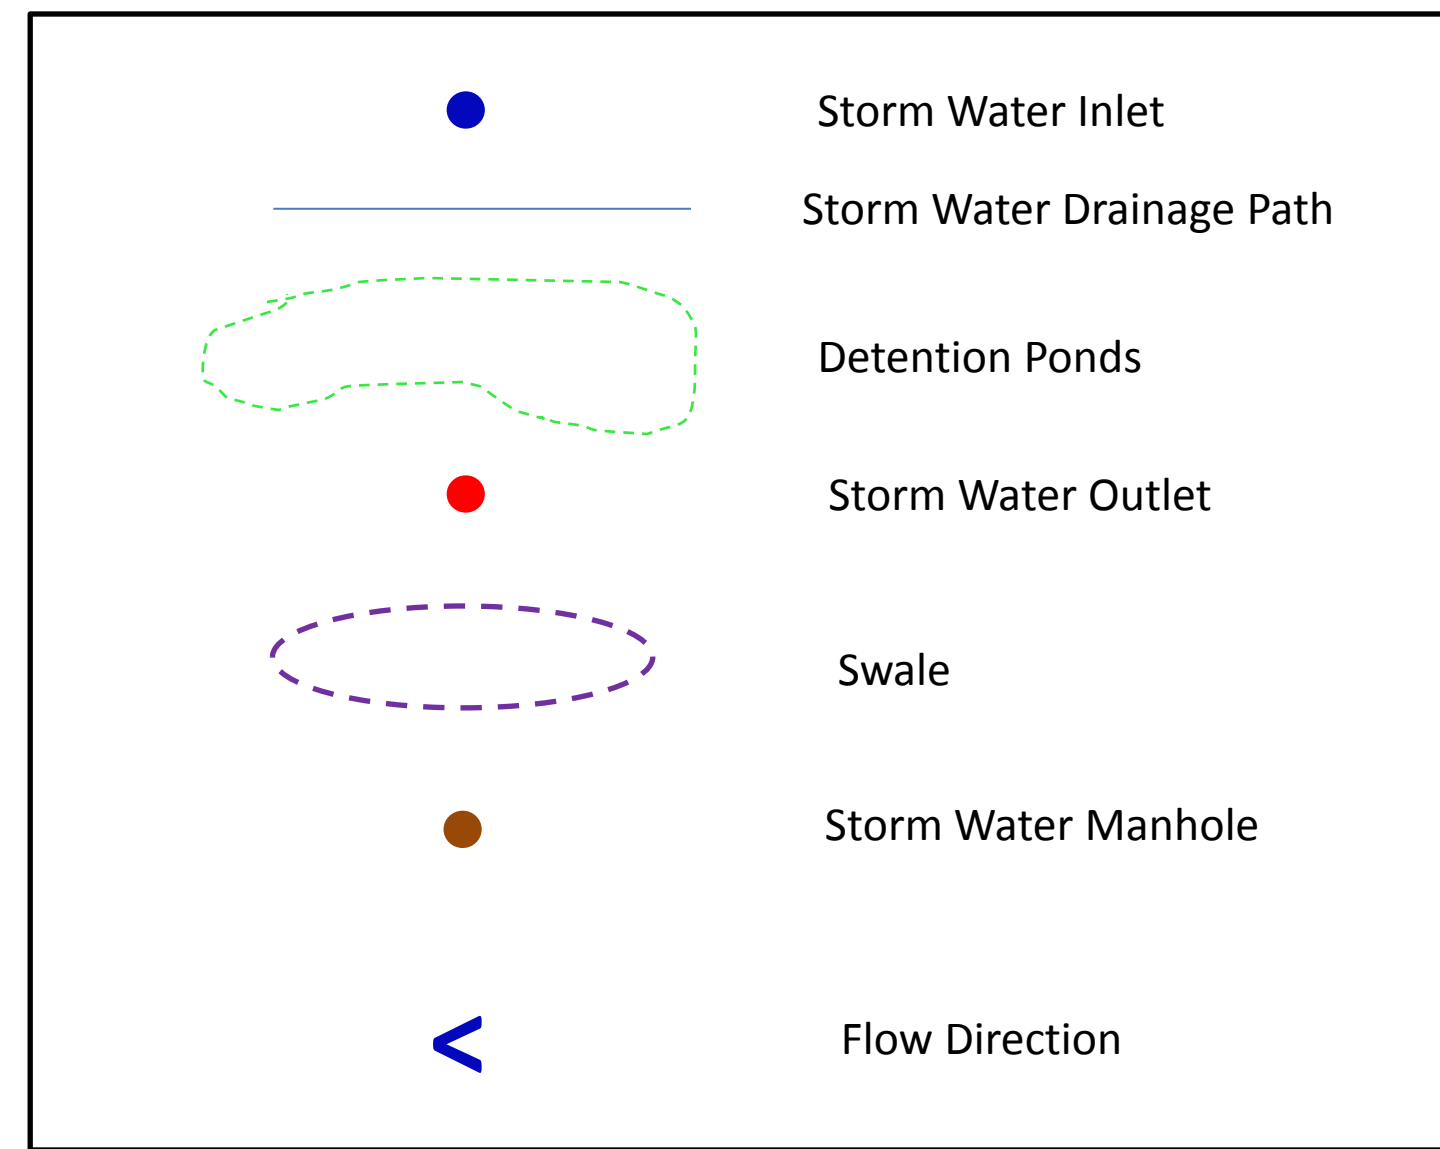 Storm Water Inlet
Storm Water Drainage Path
Detention Ponds
Storm Water Outlet
Swale
Storm Water Manhole
Flow Direction